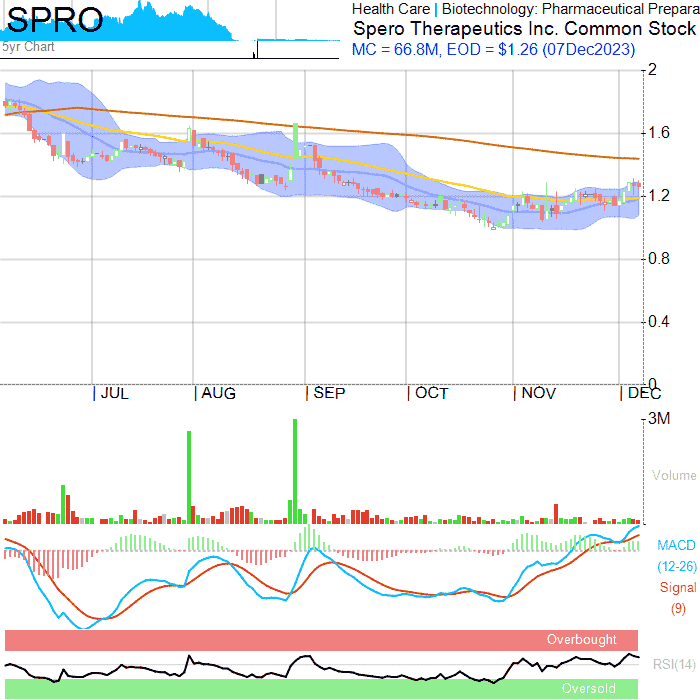 SPRO
Health Care | Biotechnology: Pharmaceutical Prepara
Spero Therapeutics Inc. Common Stock
5yr Chart
MC = 66.8M, EOD = $1.26 (07Dec2023)
2
1.6
1.2
0.8
0.4
0
JUL
AUG
SEP
OCT
NOV
DEC
3M
Volume
MACD
(12-26)
Signal
(9)
Overbought
RSI(14)
Oversold